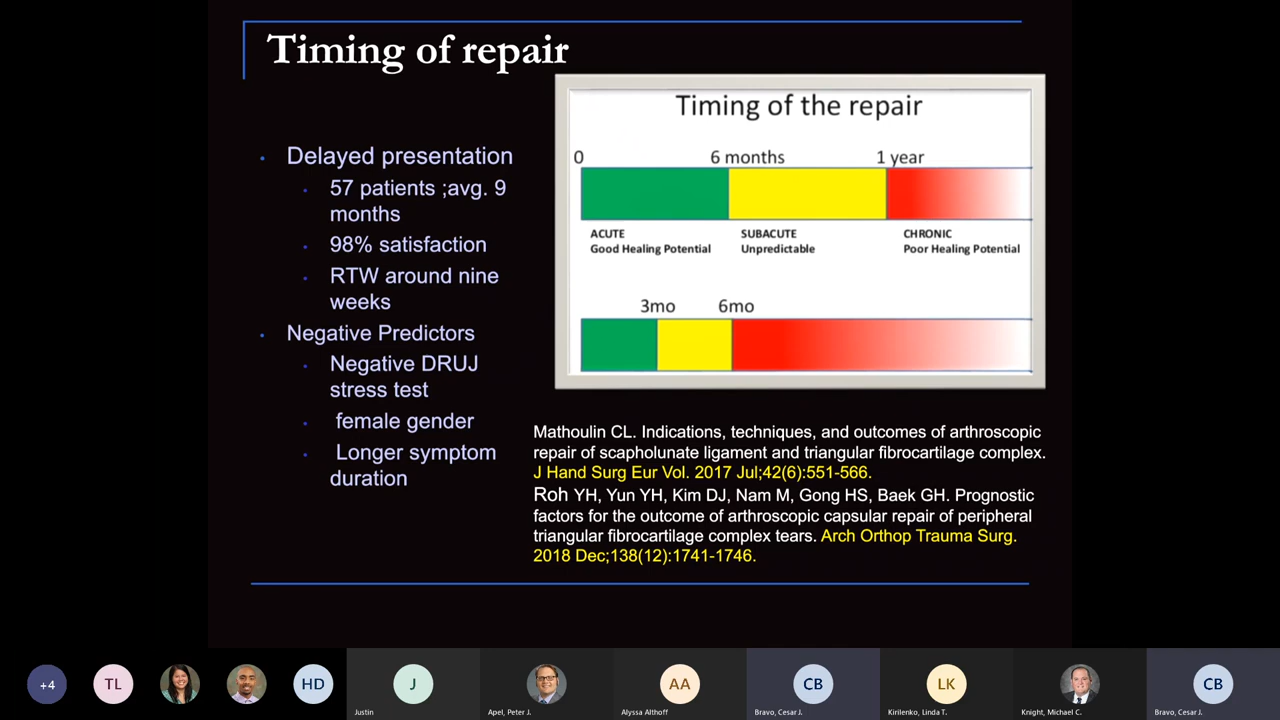 Timing of repair
Delayed presentation
57 patients ;avg. 9
months
98% satisfaction
RTW around nine
weeks
Negative Predictors
Negative DRUJ
stress test
female gender
Longer symptom
duration
Timing of the repair
0 6 months 1 year
ACUTE SUBACUTE CHRONIC
Good Healing Potential Unpredictable Poor Healing Potential
3mo 6mo
Mathoulin CL. Indications, techniques, and outcomes of arthroscopic
repair of scapholunate ligament and triangular fibrocartilage complex.
J Hand Surg Eur Vol. 2017 Jul;42(6):551-566.
Roh YH, Yun YH, Kim DJ, Nam M, Gong HS, Baek GH. Prognostic
factors for the outcome of arthroscopic capsular repair of peripheral
triangular fibrocartilage complex tears. Arch Orthop Trauma Surg.
2018 Dec;138(12):1741-1746.
+4 TL HD J AA CB LK CB
Justin Apel, Peter J. Alyssa Althoff Bravo, Cesar J. Kirilenko, Linda T. Knight, Michael C. Bravo, Cesar J.